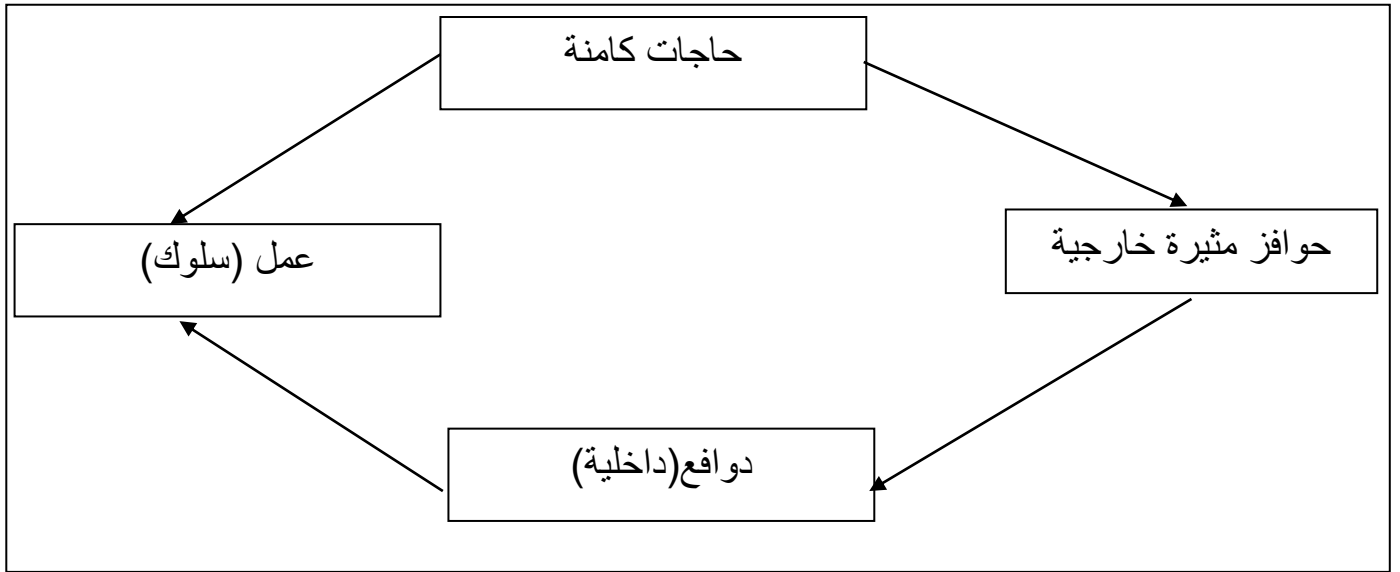 حاجات كامنة
حوافز مثيرة خارجية
عمل (سلوك)
دوافع(داخلية)